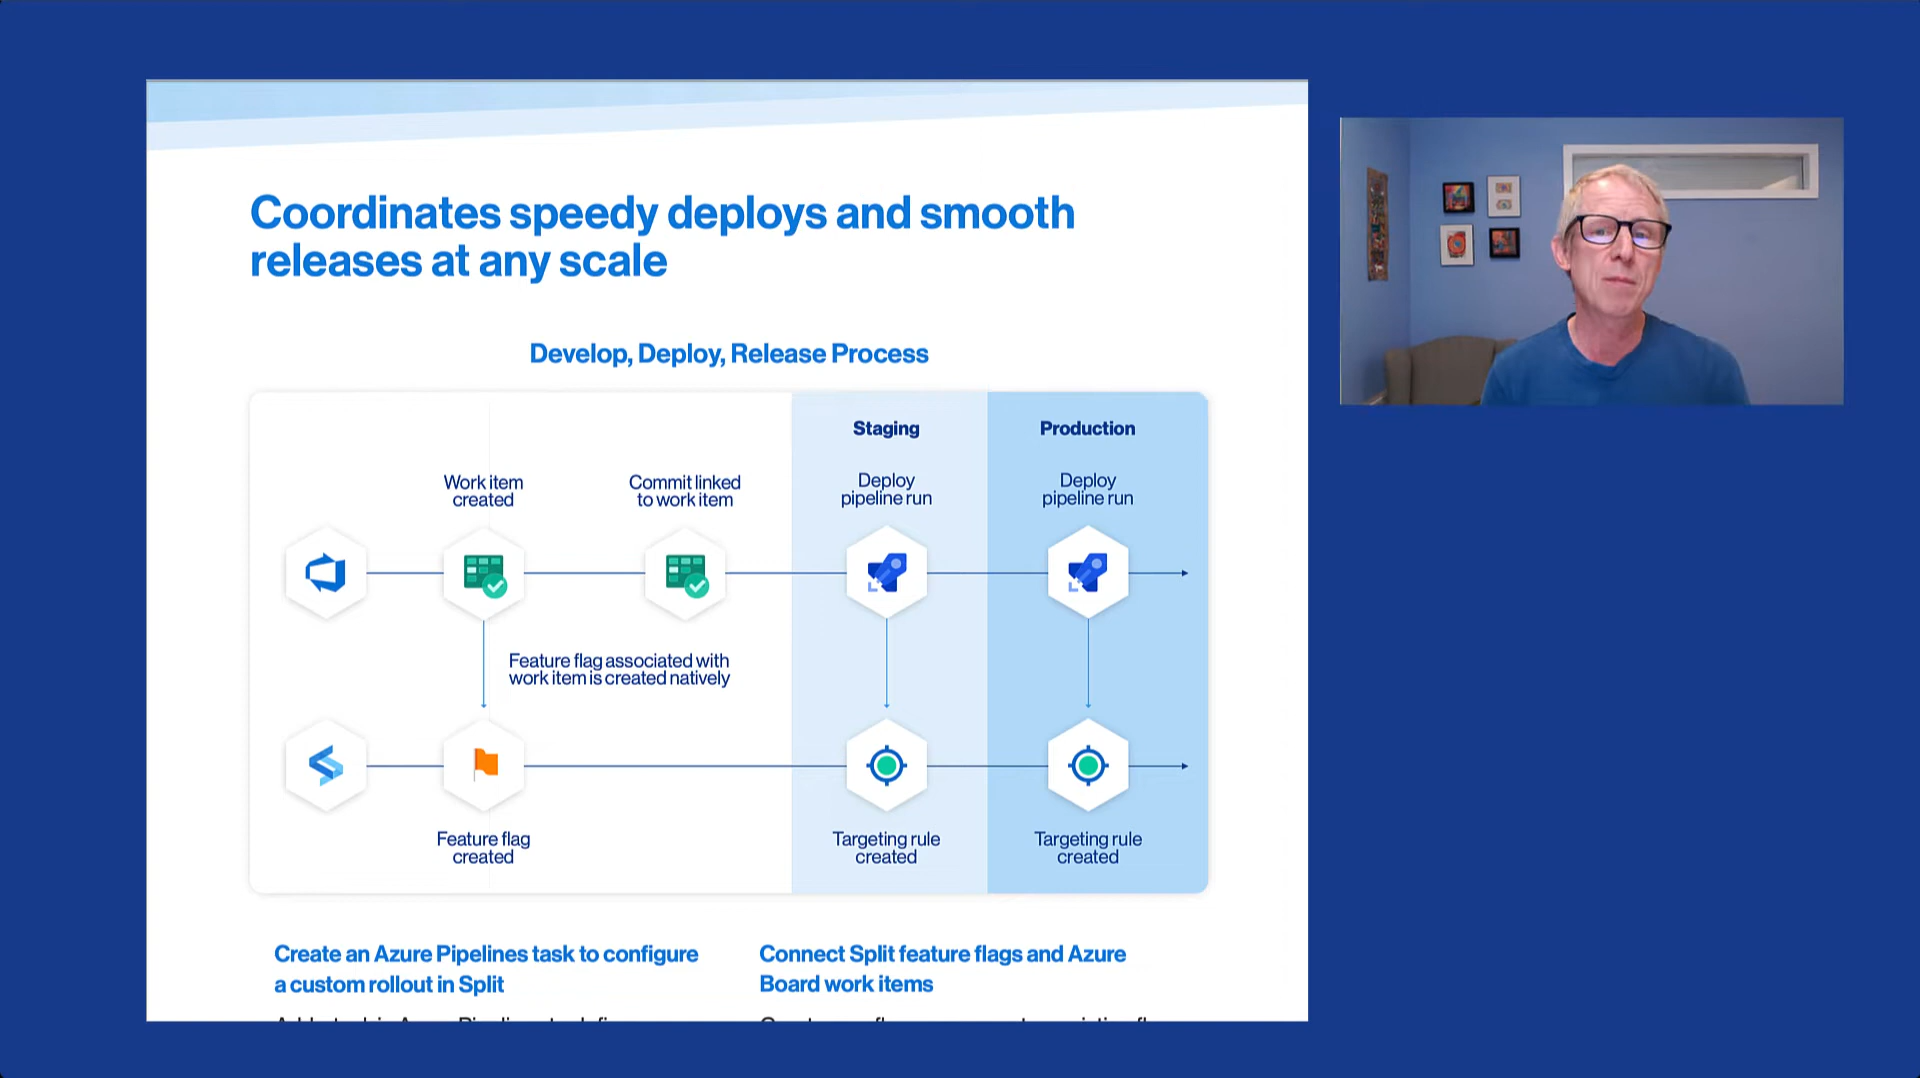 Coordinates speedy deploys and smooth
releases at any scale
Develop, Deploy, Release Process
Staging
Production
Work item
created
Commit linked
to work item
Deploy
pipeline run
Deploy
pipeline run
Feature flag associated with
work item is created natively
Feature flag
created
Targeting rule
created
Targeting rule
created
Create an Azure Pipelines task to configure
a custom rollout in Split
Connect Split feature flags and Azure
Board work items